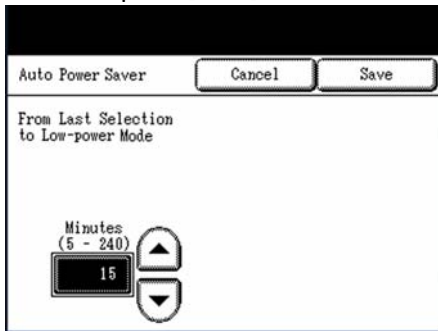 Auto Power Saver
Cancel
Save
From Last Selection
to Low-power Mode
Minutes
(5 - 240)
15